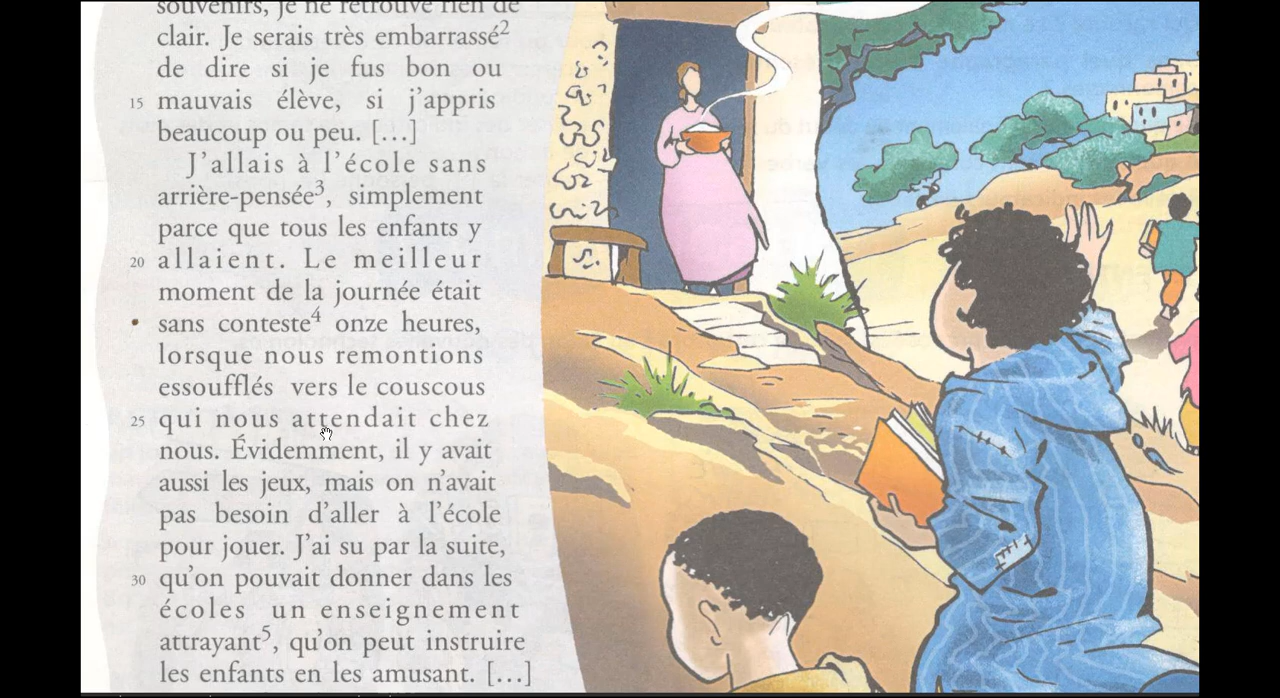 souvenirs, je ne retrouve rien de
clair. Je serais très embarrassé²
de dire si je fus bon ou
15 mauvais élève, si j'appris
beaucoup ou peu. […]
J'allais à l'école sans
arrière-pensée³, simplement
parce que tous les enfants y
20 allaient. Le meilleur
moment de la journée était
• sans conteste⁴ onze heures,
lorsque nous remontions
essoufflés vers le couscous
25 qui nous attendait chez
nous. Évidemment, il y avait
aussi les jeux, mais on n'avait
pas besoin d'aller à l'école
pour jouer. J'ai su par la suite,
30 qu'on pouvait donner dans les
écoles un enseignement
attrayant⁵, qu'on peut instruire
les enfants en les amusant. […]